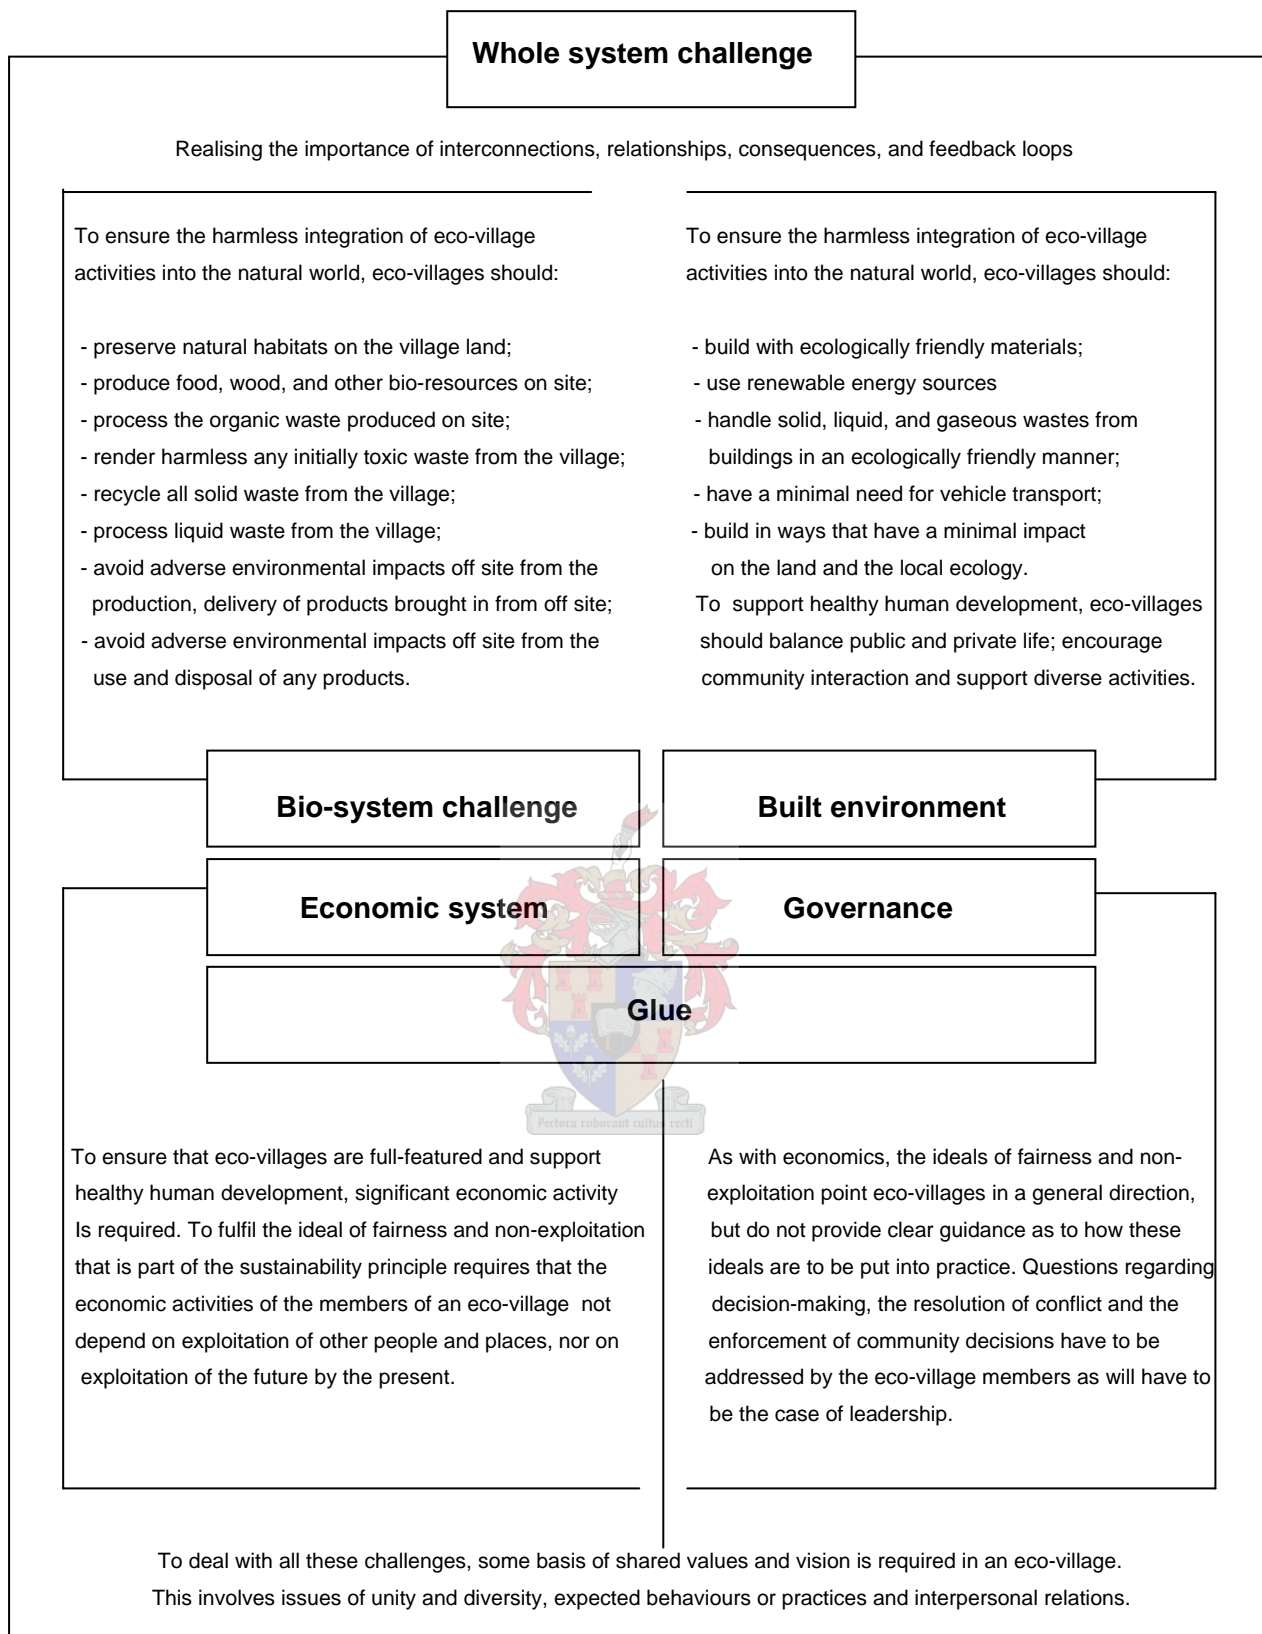 Whole system challenge
Realising the importance of interconnections, relationships, consequences, and feedback loops
To ensure the harmless integration of eco-village
activities into the natural world, eco-villages should:
- preserve natural habitats on the village land;
- produce food, wood, and other bio-resources on site;
- process the organic waste produced on site;
- render harmless any initially toxic waste from the village;
- recycle all solid waste from the village;
- process liquid waste from the village;
- avoid adverse environmental impacts off site from the
production, delivery of products brought in from off site;
- avoid adverse environmental impacts off site from the
use and disposal of any products.
To ensure the harmless integration of eco-village
activities into the natural world, eco-villages should:
- build with ecologically friendly materials;
- use renewable energy sources
- handle solid, liquid, and gaseous wastes from
buildings in an ecologically friendly manner;
- have a minimal need for vehicle transport;
- build in ways that have a minimal impact
on the land and the local ecology.
To support healthy human development, eco-villages
should balance public and private life; encourage
community interaction and support diverse activities.
Bio-system challenge
Built environment
Economic system
Governance
Glue
Pectora roborant cultus recti
To ensure that eco-villages are full-featured and support
healthy human development, significant economic activity
Is required. To fulfil the ideal of fairness and non-exploitation
that is part of the sustainability principle requires that the
economic activities of the members of an eco-village not
depend on exploitation of other people and places, nor on
exploitation of the future by the present.
As with economics, the ideals of fairness and non-
exploitation point eco-villages in a general direction,
but do not provide clear guidance as to how these
ideals are to be put into practice. Questions regarding
decision-making, the resolution of conflict and the
enforcement of community decisions have to be
addressed by the eco-village members as will have to
be the case of leadership.
To deal with all these challenges, some basis of shared values and vision is required in an eco-village.
This involves issues of unity and diversity, expected behaviours or practices and interpersonal relations.